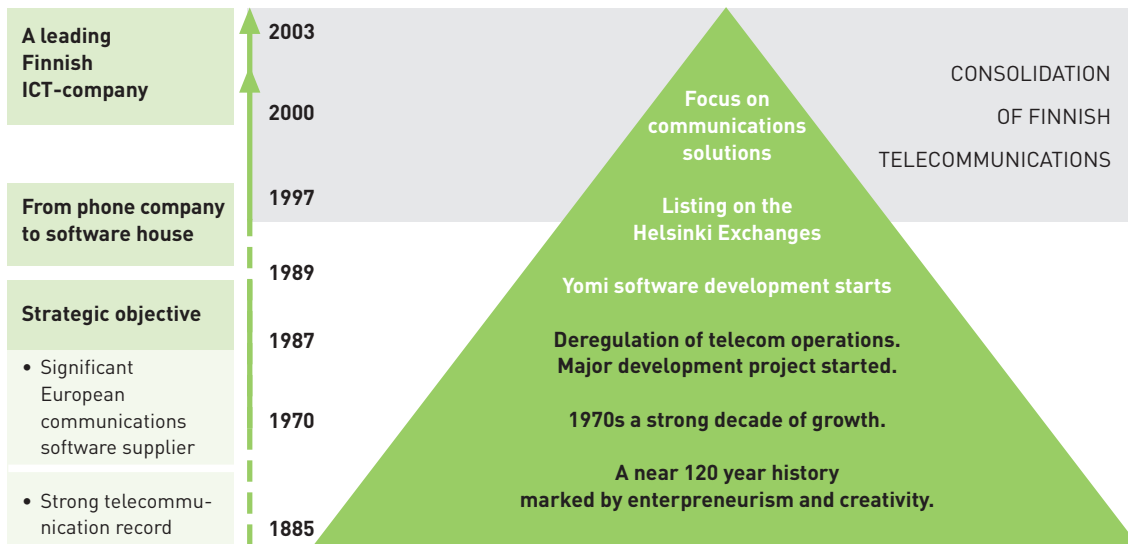 A leading
Finnish
ICT-company
From phone company
to software house
Strategic objective
• Significant
European
communications
software supplier
• Strong telecommu-
nication record
2003
2000
1997
1989
1987
1970
1885
Focus on
communications
solutions
Listing on the
Helsinki Exchanges
Yomi software development starts
Deregulation of telecom operations.
Major development project started.
1970s a strong decade of growth.
A near 120 year history
marked by enterpreneurism and creativity.
CONSOLIDATION
OF FINNISH
TELECOMMUNICATIONS